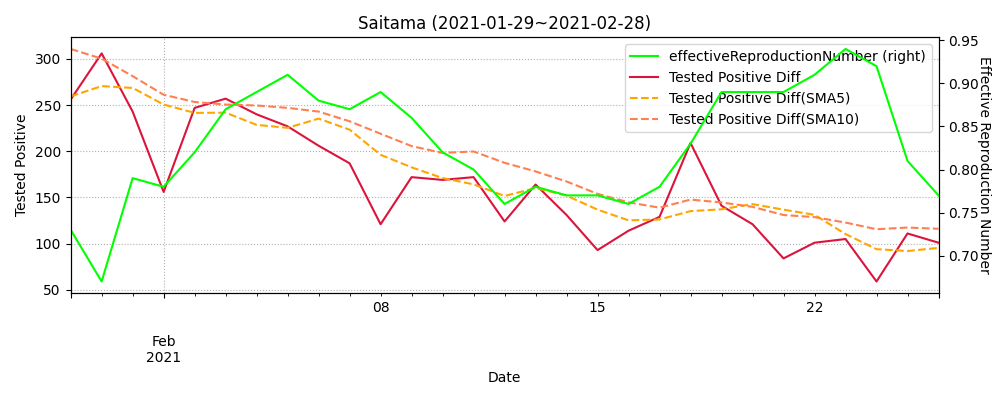 Saitama (2021-01-29~2021-02-28)
effectiveReproductionNumber (right)
Tested Positive Diff
Tested Positive Diff(SMA5)
Tested Positive Diff(SMA10)
Tested Positive
300
250
200
150
100
50
0.95
0.90
0.85
0.80
0.75
0.70
Effective Reproduction Number
08
15
22
Feb
2021
Date